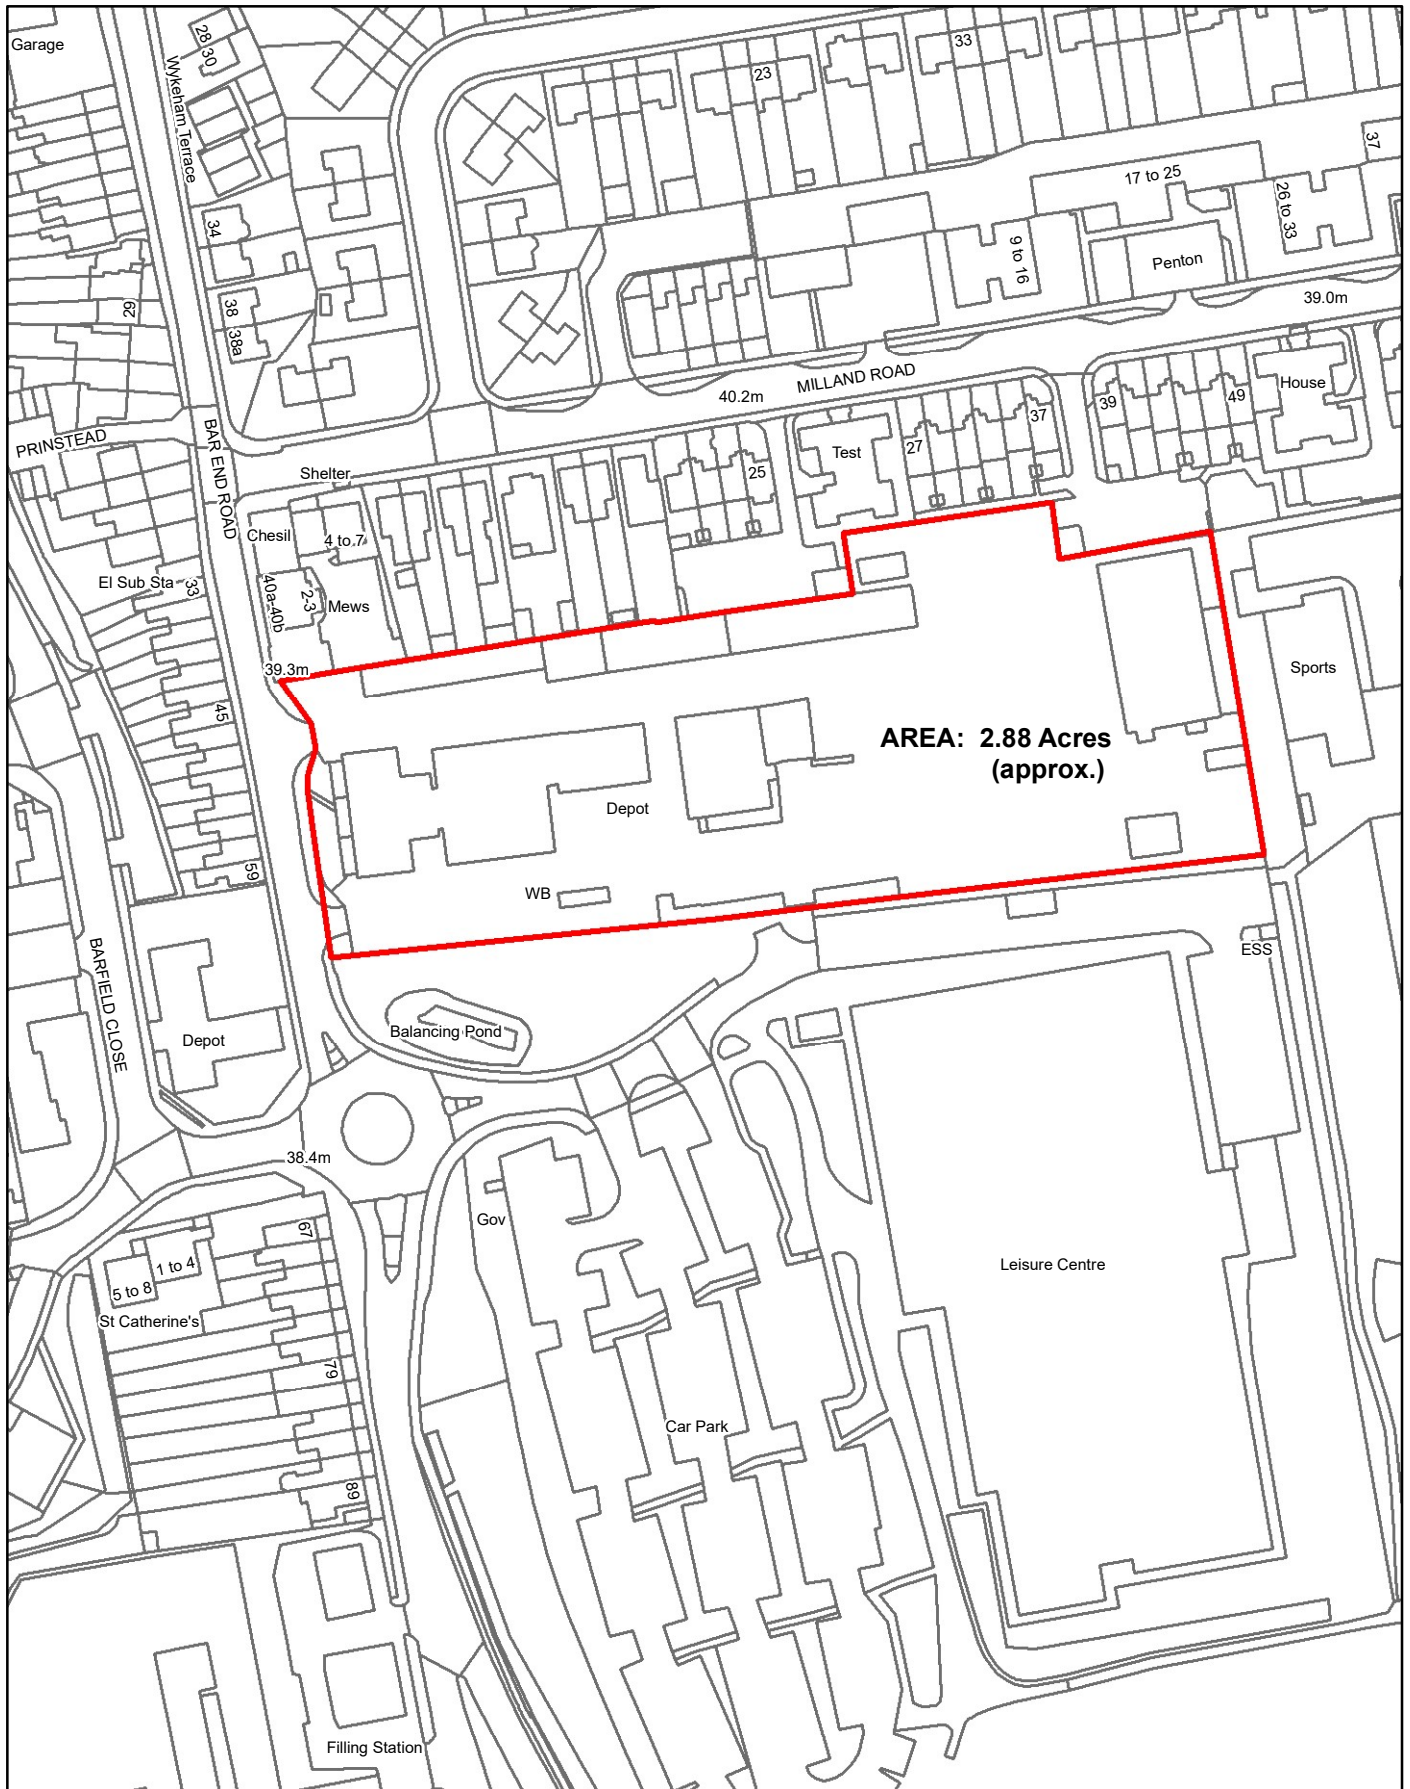 Garage
28
30
Wykeham Terrace
34
38
38a
29
23
33
37
17 to 25
26 to 33
9 to 16
Penton
39.0m
MILLAND ROAD
40.2m
House
PRINSTEAD
BAR END ROAD
Shelter
25
Test
27
37
39
49
Chesil
4 to 7
El Sub Sta
33
40a-40b
2-3
Mews
39.3m
45
Sports
AREA: 2.88 Acres
(approx.)
Depot
59
WB
BARFIELD CLOSE
ESS
Depot
Balancing Pond
38.4m
Gov
67
1 to 4
5 to 8
St Catherine's
Leisure Centre
79
Car Park
89
Filling Station